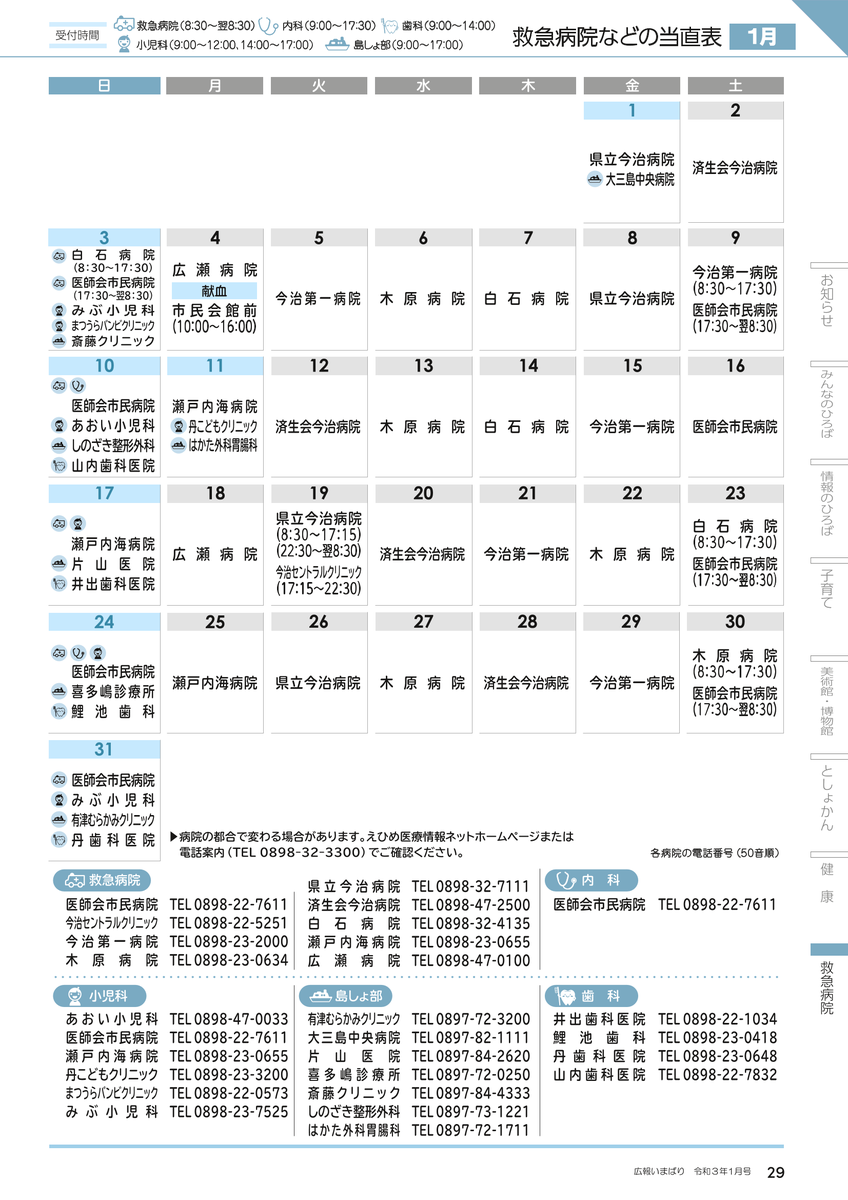 受付時間
救急病院（8:30～翌8:30） 内科（9:00～17:30） 歯科（9:00～14:00）
小児科（9:00～12:00、14:00～17:00） 島しょ部（9:00～17:00）
救急病院などの当直表 1月
日 月 火 水 木 金 土
1
県立今治病院
大三島中央病院
2
済生会今治病院
3
白石病院
（8:30～17:30）
医師会市民病院
（17:30～翌8:30）
みぶ小児科
まつうらバンビクリニック
斎藤クリニック
4
広瀬病院
献血
市民会館前
（10:00～16:00）
5
今治第一病院
6
木原病院
7
白石病院
8
県立今治病院
9
今治第一病院
（8:30～17:30）
医師会市民病院
（17:30～翌8:30）
10
医師会市民病院
あおい小児科
しのざき整形外科
山内歯科医院
11
瀬戸内海病院
丹こどもクリニック
はかた外科胃腸科
12
済生会今治病院
13
木原病院
14
白石病院
15
今治第一病院
16
医師会市民病院
17
瀬戸内海病院
片山医院
井出歯科医院
18
広瀬病院
19
県立今治病院
（8:30～17:15）
（22:30～翌8:30）
今治セントラルクリニック
（17:15～22:30）
20
済生会今治病院
21
今治第一病院
22
木原病院
23
白石病院
（8:30～17:30）
医師会市民病院
（17:30～翌8:30）
24
医師会市民病院
喜多嶋診療所
鯉池歯科
25
瀬戸内海病院
26
県立今治病院
27
木原病院
28
済生会今治病院
29
今治第一病院
30
木原病院
（8:30～17:30）
医師会市民病院
（17:30～翌8:30）
31
医師会市民病院
みぶ小児科
有津むらかみクリニック
丹歯科医院
▶病院の都合で変わる場合があります。えひめ医療情報ネットホームページまたは
電話案内（TEL 0898-32-3300）でご確認ください。
各病院の電話番号（50音順）
救急病院
医師会市民病院 TEL 0898-22-7611
今治セントラルクリニック TEL 0898-22-5251
今治第一病院 TEL 0898-23-2000
木原病院 TEL 0898-23-0634
県立今治病院 TEL 0898-32-7111
済生会今治病院 TEL 0898-47-2500
白石病院 TEL 0898-32-4135
瀬戸内海病院 TEL 0898-23-0655
広瀬病院 TEL 0898-47-0100
内科
医師会市民病院 TEL 0898-22-7611
小児科
あおい小児科 TEL 0898-47-0033
医師会市民病院 TEL 0898-22-7611
瀬戸内海病院 TEL 0898-23-0655
丹こどもクリニック TEL 0898-23-3200
まつうらバンビクリニック TEL 0898-22-0573
みぶ小児科 TEL 0898-23-7525
島しょ部
有津むらかみクリニック TEL 0897-72-3200
大三島中央病院 TEL 0897-82-1111
片山医院 TEL 0897-84-2620
喜多嶋診療所 TEL 0897-72-0250
斎藤クリニック TEL 0897-84-4333
しのざき整形外科 TEL 0897-73-1221
はかた外科胃腸科 TEL 0897-72-1711
歯科
井出歯科医院 TEL 0898-22-1034
鯉池歯科 TEL 0898-23-0418
丹歯科医院 TEL 0898-23-0648
山内歯科医院 TEL 0898-22-7832
お知らせ
みんなのひろば
情報のひろば
子育て
美術館・博物館
としょかん
健康
救急病院
広報いまばり 令和3年1月号 29